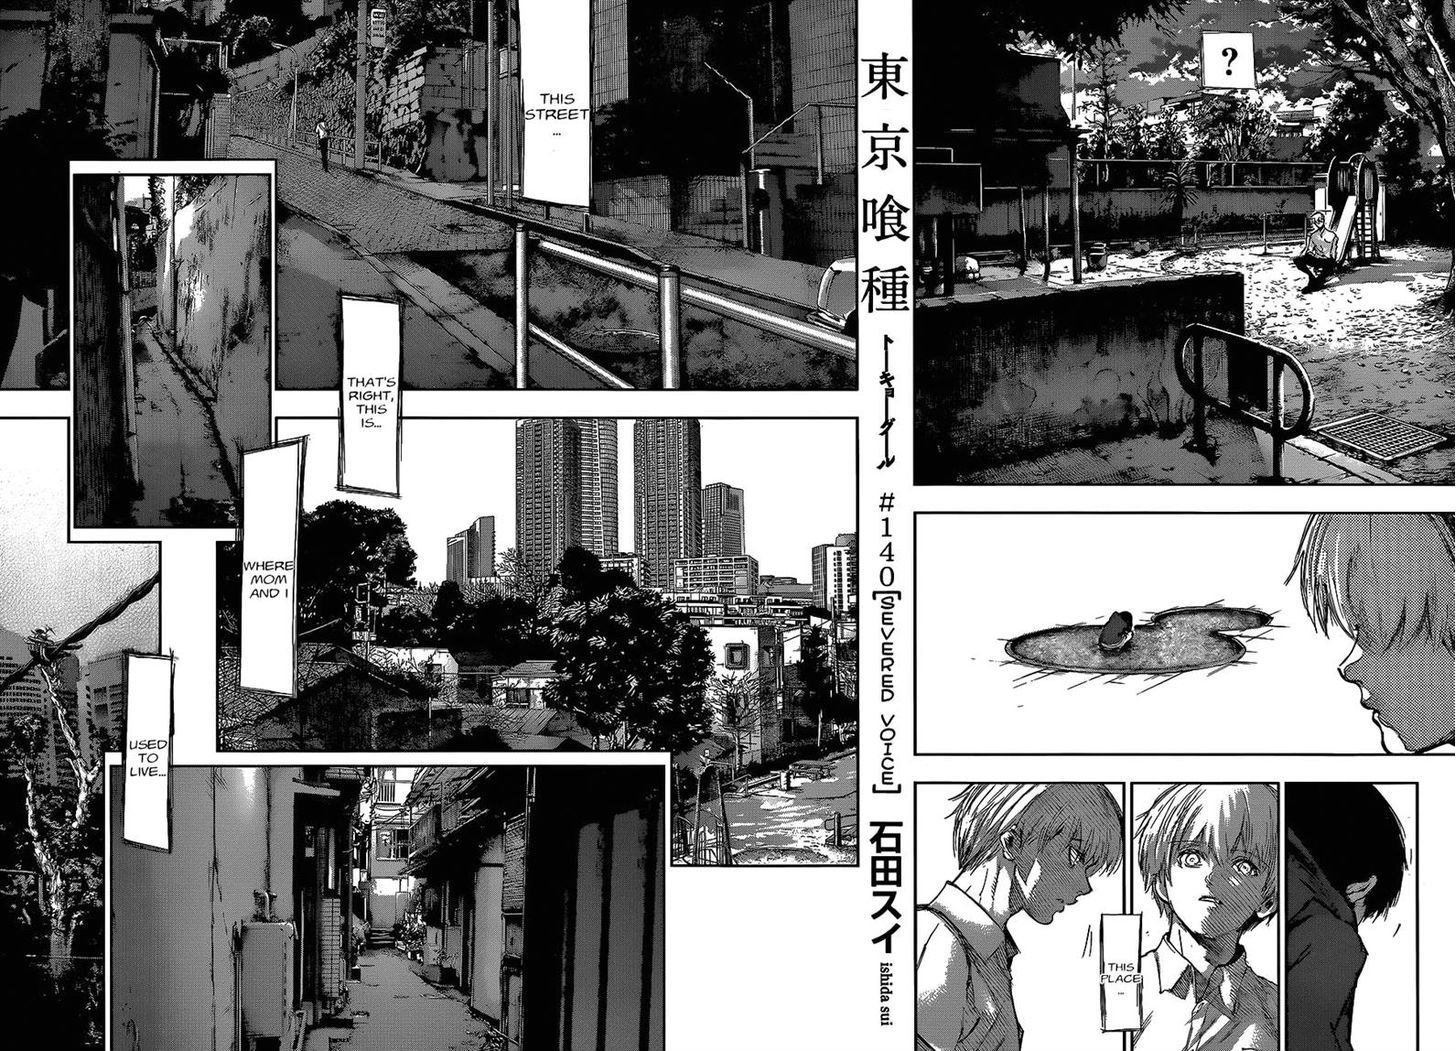 ?
THIS
PLACE
...
東京喰種
トーキョーグール
#140[SEVERED VOICE]
石田スイ
ishida sui
THIS
STREET
...
THAT'S
RIGHT,
THIS
IS...
WHERE
MOM
AND I
USED
TO
LIVE...